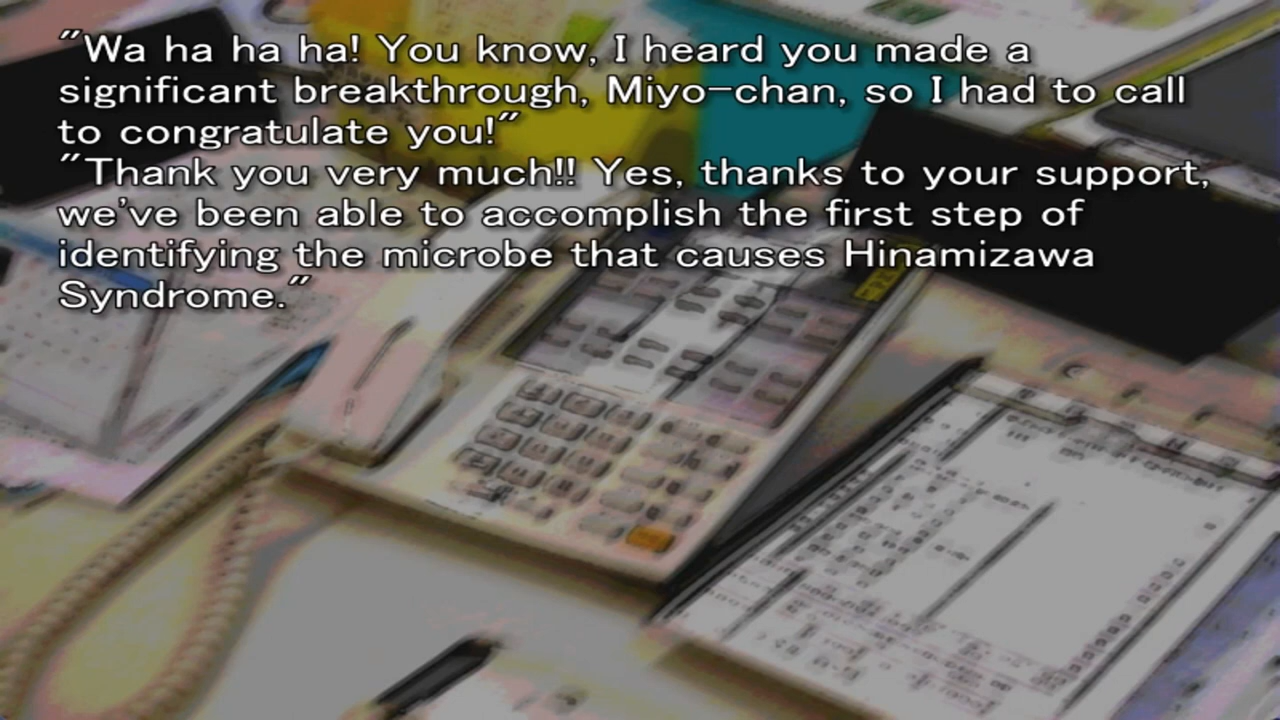 "Wa ha ha ha! You know, I heard you made a
significant breakthrough, Miyo-chan, so I had to call
to congratulate you!"
"Thank you very much!! Yes, thanks to your support,
we've been able to accomplish the first step of
identifying the microbe that causes Hinamizawa
Syndrome."